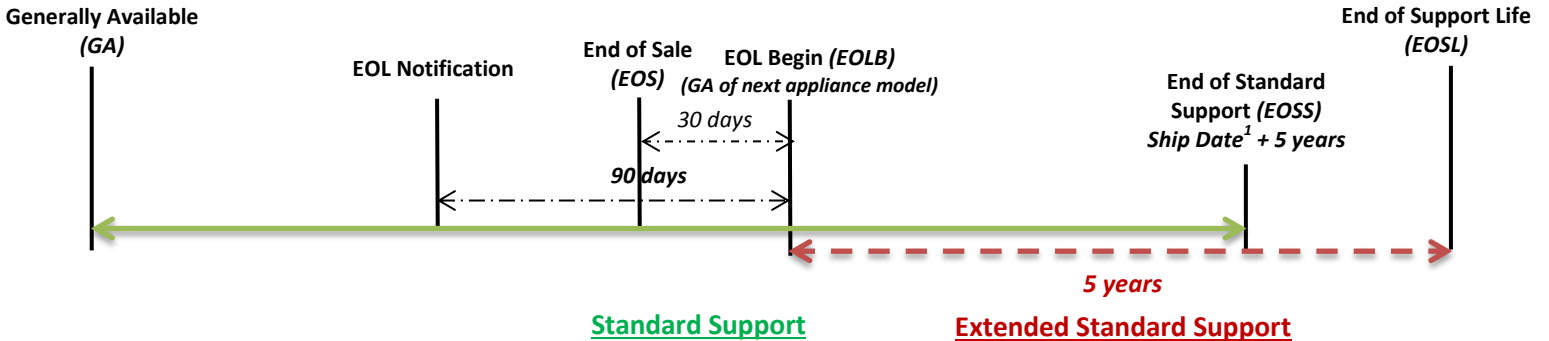 Generally Available
(GA)
EOL Notification
End of Sale
(EOS)
EOL Begin (EOLB)
(GA of next appliance model)
End of Standard
Support (EOSS)
Ship Date1 + 5 years
End of Support Life
(EOSL)
30 days
90 days
5 years
Standard Support
Extended Standard Support